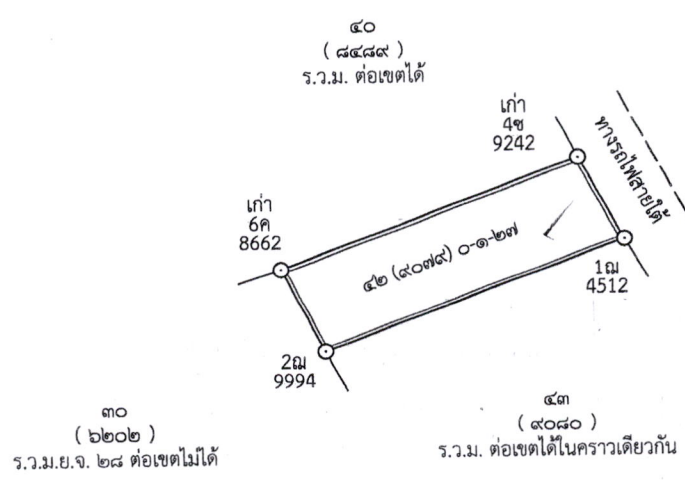 ๔๐
( ๘๔๘๙ )
ร.ว.ม. ต่อเขตได้
เก่า
4ช
9242
ทางรถไฟสายใต้
เก่า
6ค
8662
๔๒ (๙๐๗๙) ๐-๑-๒๗
1ฌ
4512
2ฌ
9994
๓๐
( ๖๒๐๒ )
ร.ว.ม.ย.จ. ๒๘ ต่อเขตไม่ได้
๔๓
( ๙๐๘๐ )
ร.ว.ม. ต่อเขตได้ในคราวเดียวกัน